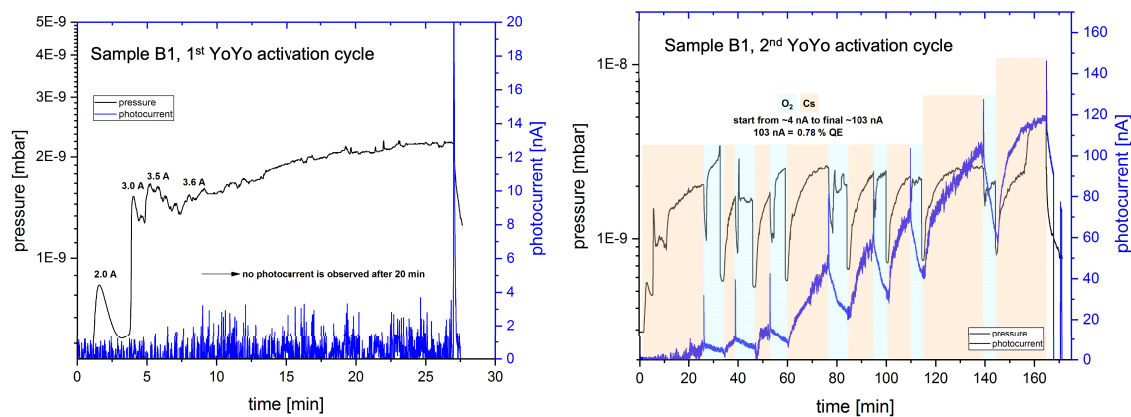 Sample B1, 1st YoYo activation cycle
pressure
photocurrent
2.0 A
3.0 A
3.5 A
3.6 A
no photocurrent is observed after 20 min
5E-9
4E-9
3E-9
2E-9
1E-9
pressure [mbar]
0
5
10
15
20
25
30
time [min]
20
18
16
14
12
10
8
6
4
2
0
photocurrent [nA]
Sample B1, 2nd YoYo activation cycle
O2 Cs
start from ~4 nA to final ~103 nA
103 nA = 0.78 % QE
pressure
photocurrent
1E-8
1E-9
pressure [mbar]
0
20
40
60
80
100
120
140
160
time [min]
160
140
120
100
80
60
40
20
0
photocurrent [nA]